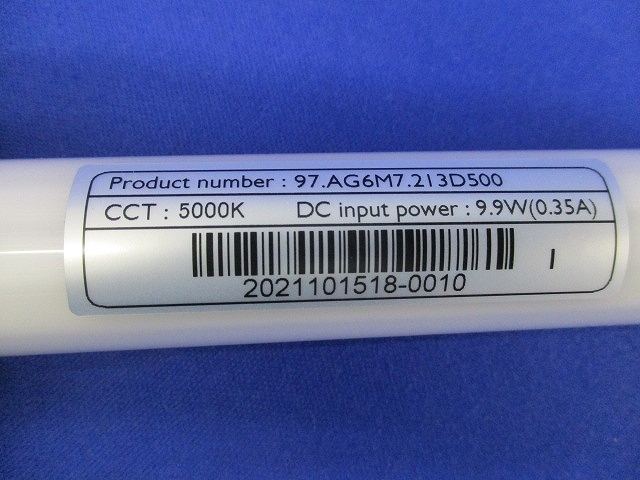 Product number : 97.AG6M7.213D500
CCT : 5000K DC input power : 9.9W(0.35A)
2021101518-0010 I